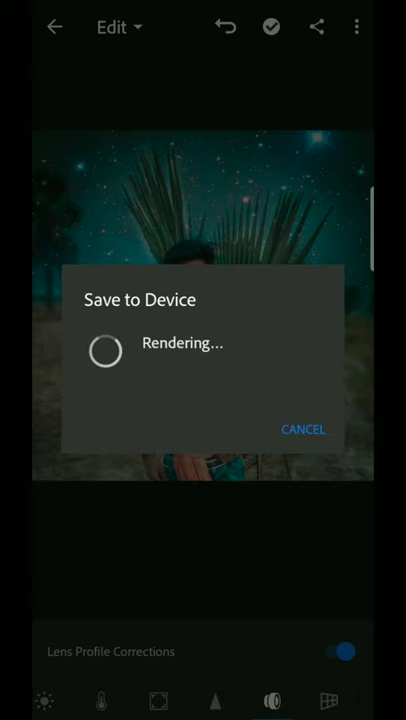 Edit
Save to Device
Rendering...
CANCEL
Lens Profile Corrections